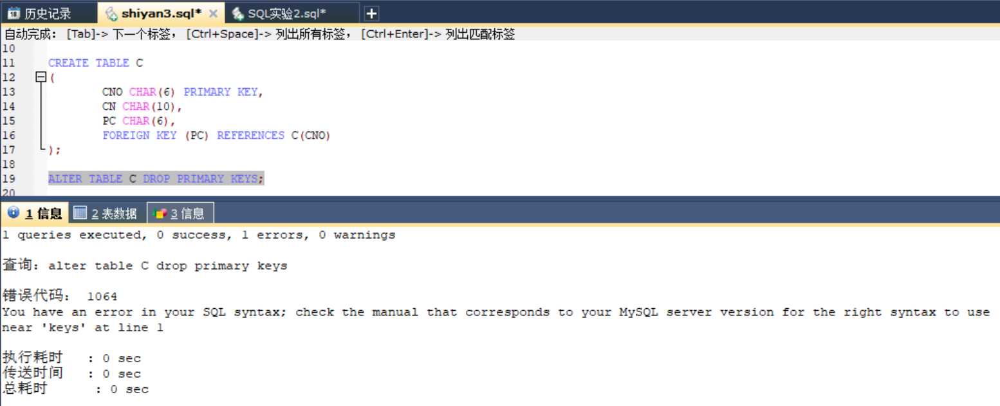 18 历史记录 shiyan3.sql* × SQL实验2.sql* +
自动完成: [Tab]-> 下一个标签， [Ctrl+Space]-> 列出所有标签， [Ctrl+Enter]-> 列出匹配标签
10
11 CREATE TABLE C
12 (
13 CNO CHAR(6) PRIMARY KEY,
14 CN CHAR(10),
15 PC CHAR(6),
16 FOREIGN KEY (PC) REFERENCES C(CNO)
17 );
18
19 ALTER TABLE C DROP PRIMARY KEYS;
20
1 信息 2 表数据 3 信息
1 queries executed, 0 success, 1 errors, 0 warnings
查询: alter table C drop primary keys
错误代码: 1064
You have an error in your SQL syntax; check the manual that corresponds to your MySQL server version for the right syntax to use
near 'keys' at line 1
执行耗时 : 0 sec
传送时间 : 0 sec
总耗时 : 0 sec